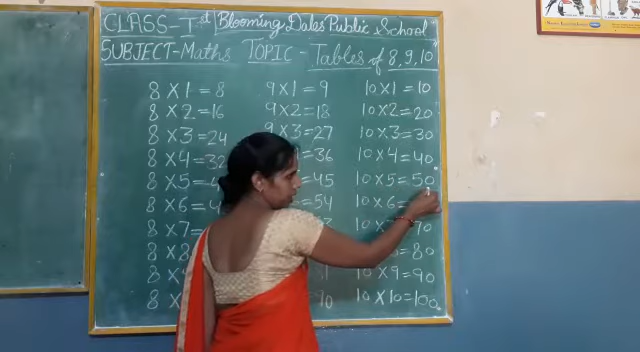 CLASS-Ist Blooming Dales Public School
SUBJECT-Maths TOPIC- Tables of 8,9,10
8×1=8 9×1=9 10×1=10
8×2=16 9×2=18 10×2=20
8×3=24 9×3=27 10×3=30
8×4=32 =36 10×4=40
8×5= =45 10×5=50
8×6= =54 10×6=
8×7= 10× 70
8× =80
8× 10×9=90
8× 10×10=100